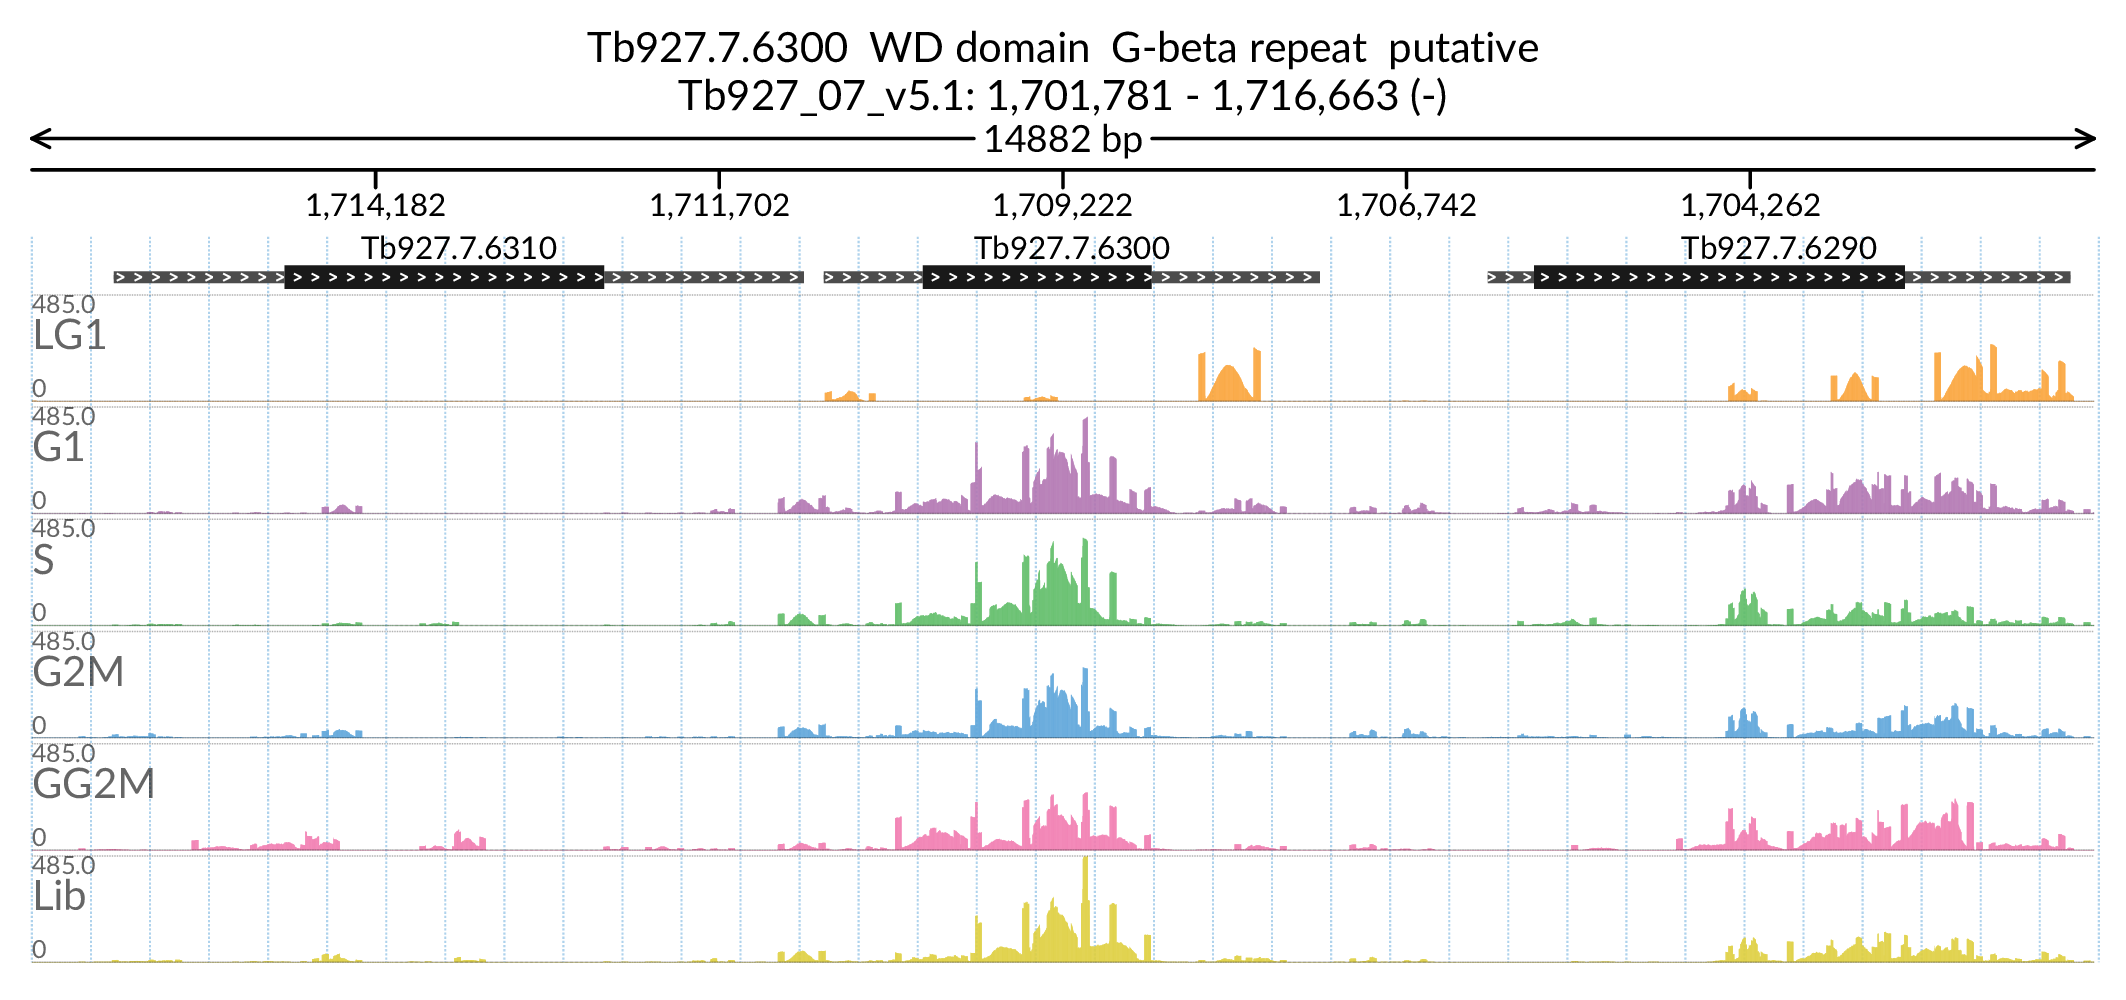 Tb927.7.6300 WD domain G-beta repeat putative
Tb927_07_v5.1: 1,701,781 - 1,716,663 (-)
14882 bp
1,714,182 1,711,702 1,709,222 1,706,742 1,704,262
Tb927.7.6310 Tb927.7.6300 Tb927.7.6290
485.0
LG1
0
485.0
G1
0
485.0
S
0
485.0
G2M
0
485.0
GG2M
0
485.0
Lib
0